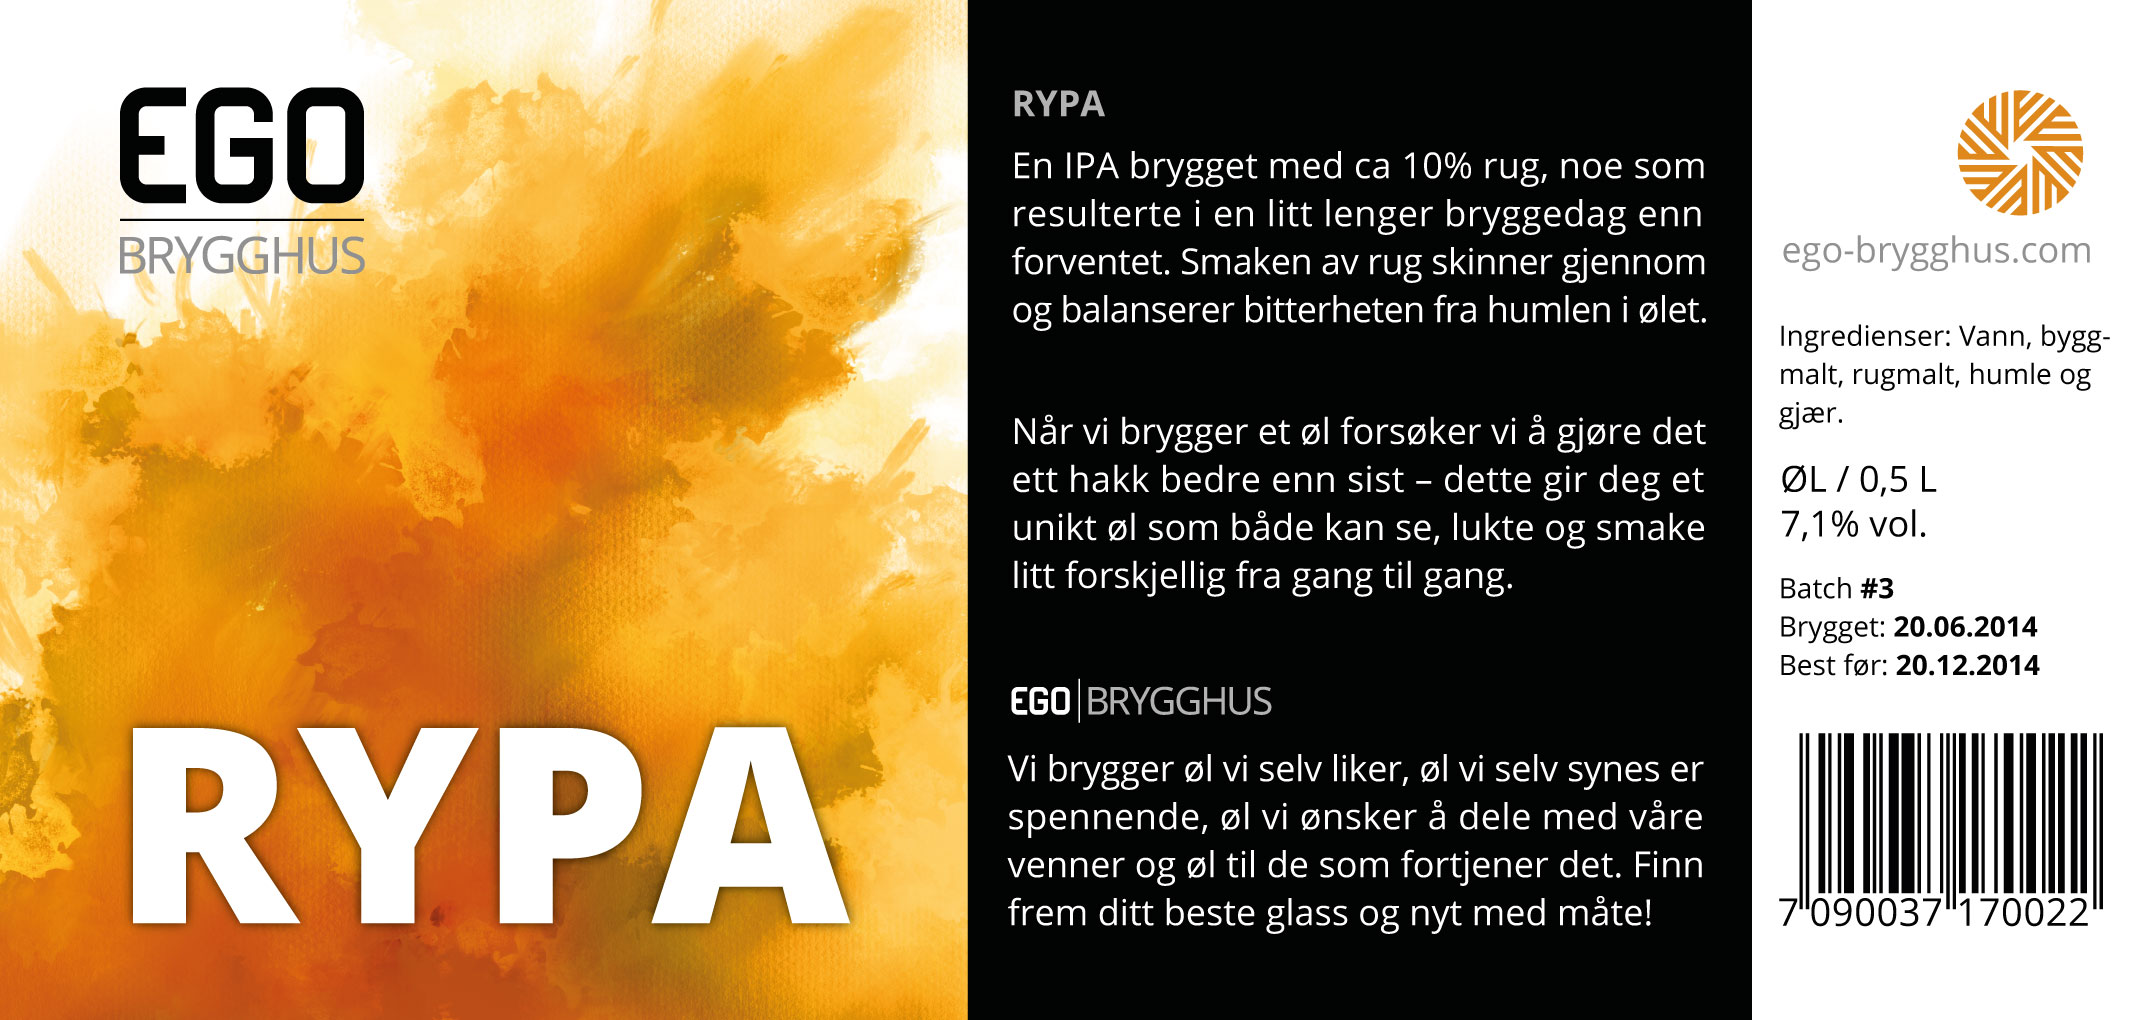 EGO
BRYGGHUS
RYPA
RYPA
En IPA brygget med ca 10% rug, noe som
resulterte i en litt lenger bryggedag enn
forventet. Smaken av rug skinner gjennom
og balanserer bitterheten fra humlen i ølet.
Når vi brygger et øl forsøker vi å gjøre det
ett hakk bedre enn sist – dette gir deg et
unikt øl som både kan se, lukte og smake
litt forskjellig fra gang til gang.
EGO|BRYGGHUS
Vi brygger øl vi selv liker, øl vi selv synes er
spennende, øl vi ønsker å dele med våre
venner og øl til de som fortjener det. Finn
frem ditt beste glass og nyt med måte!
ego-brygghus.com
Ingredienser: Vann, bygg-
malt, rugmalt, humle og
gjær.
ØL / 0,5 L
7,1% vol.
Batch #3
Brygget: 20.06.2014
Best før: 20.12.2014
7 090037 170022